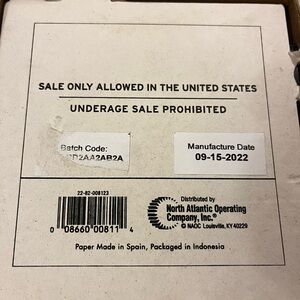 SALE ONLY ALLOWED IN THE UNITED STATES
UNDERAGE SALE PROHIBITED
Batch Code:
Manufacture Date
09-15-2022
22-82-008123
0 08660 00811 4
Distributed by
North Atlantic Operating
Company, Inc.®
© NAOC Louisville, KY 40229
Paper Made in Spain, Packaged in Indonesia